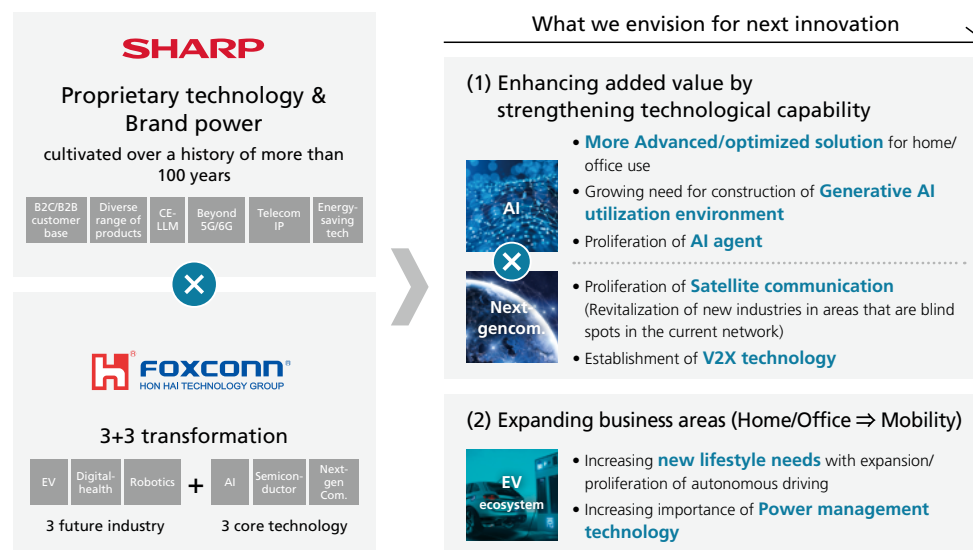 SHARP
Proprietary technology &
Brand power
cultivated over a history of more than
100 years
B2C/B2B
customer
base
Diverse
range of
products
CE-
LLM
Beyond
5G/6G
Telecom
IP
Energy-
saving
tech
FOXCONN®
HON HAI TECHNOLOGY GROUP
3+3 transformation
EV
Digital-
health
Robotics
+
AI
Semicon-
ductor
Next-
gen
Com.
3 future industry
3 core technology
What we envision for next innovation
(1) Enhancing added value by
strengthening technological capability
AI
• More Advanced/optimized solution for home/
office use
• Growing need for construction of Generative AI
utilization environment
• Proliferation of AI agent
Next-
gencom.
• Proliferation of Satellite communication
(Revitalization of new industries in areas that are blind
spots in the current network)
• Establishment of V2X technology
(2) Expanding business areas (Home/Office ⇒ Mobility)
EV
ecosystem
• Increasing new lifestyle needs with expansion/
proliferation of autonomous driving
• Increasing importance of Power management
technology